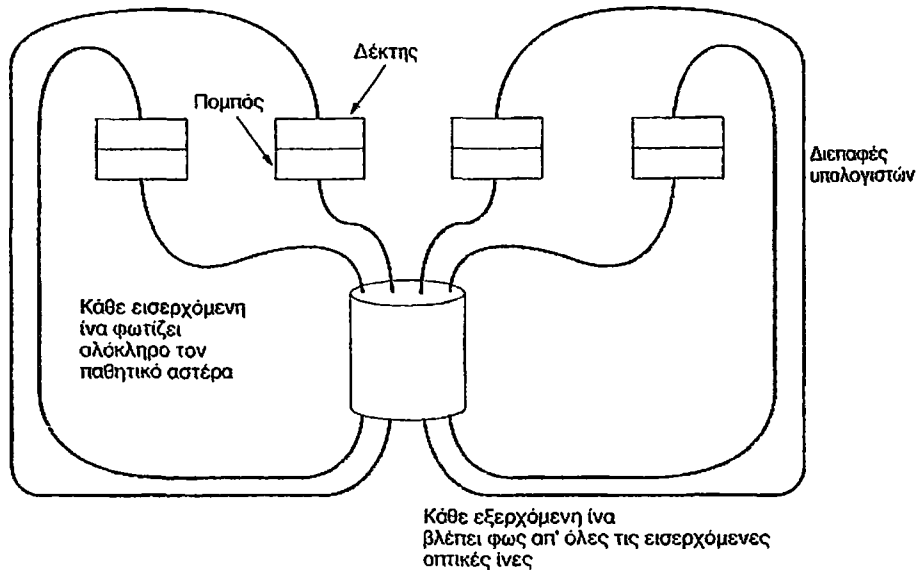 Δέκτης
Πομπός
Διεπαφές
υπολογιστών
Κάθε εισερχόμενη
ίνα φωτίζει
ολόκληρο τον
παθητικό αστέρα
Κάθε εξερχόμενη ίνα
βλέπει φως απ' όλες τις εισερχόμενες
οπτικές ίνες